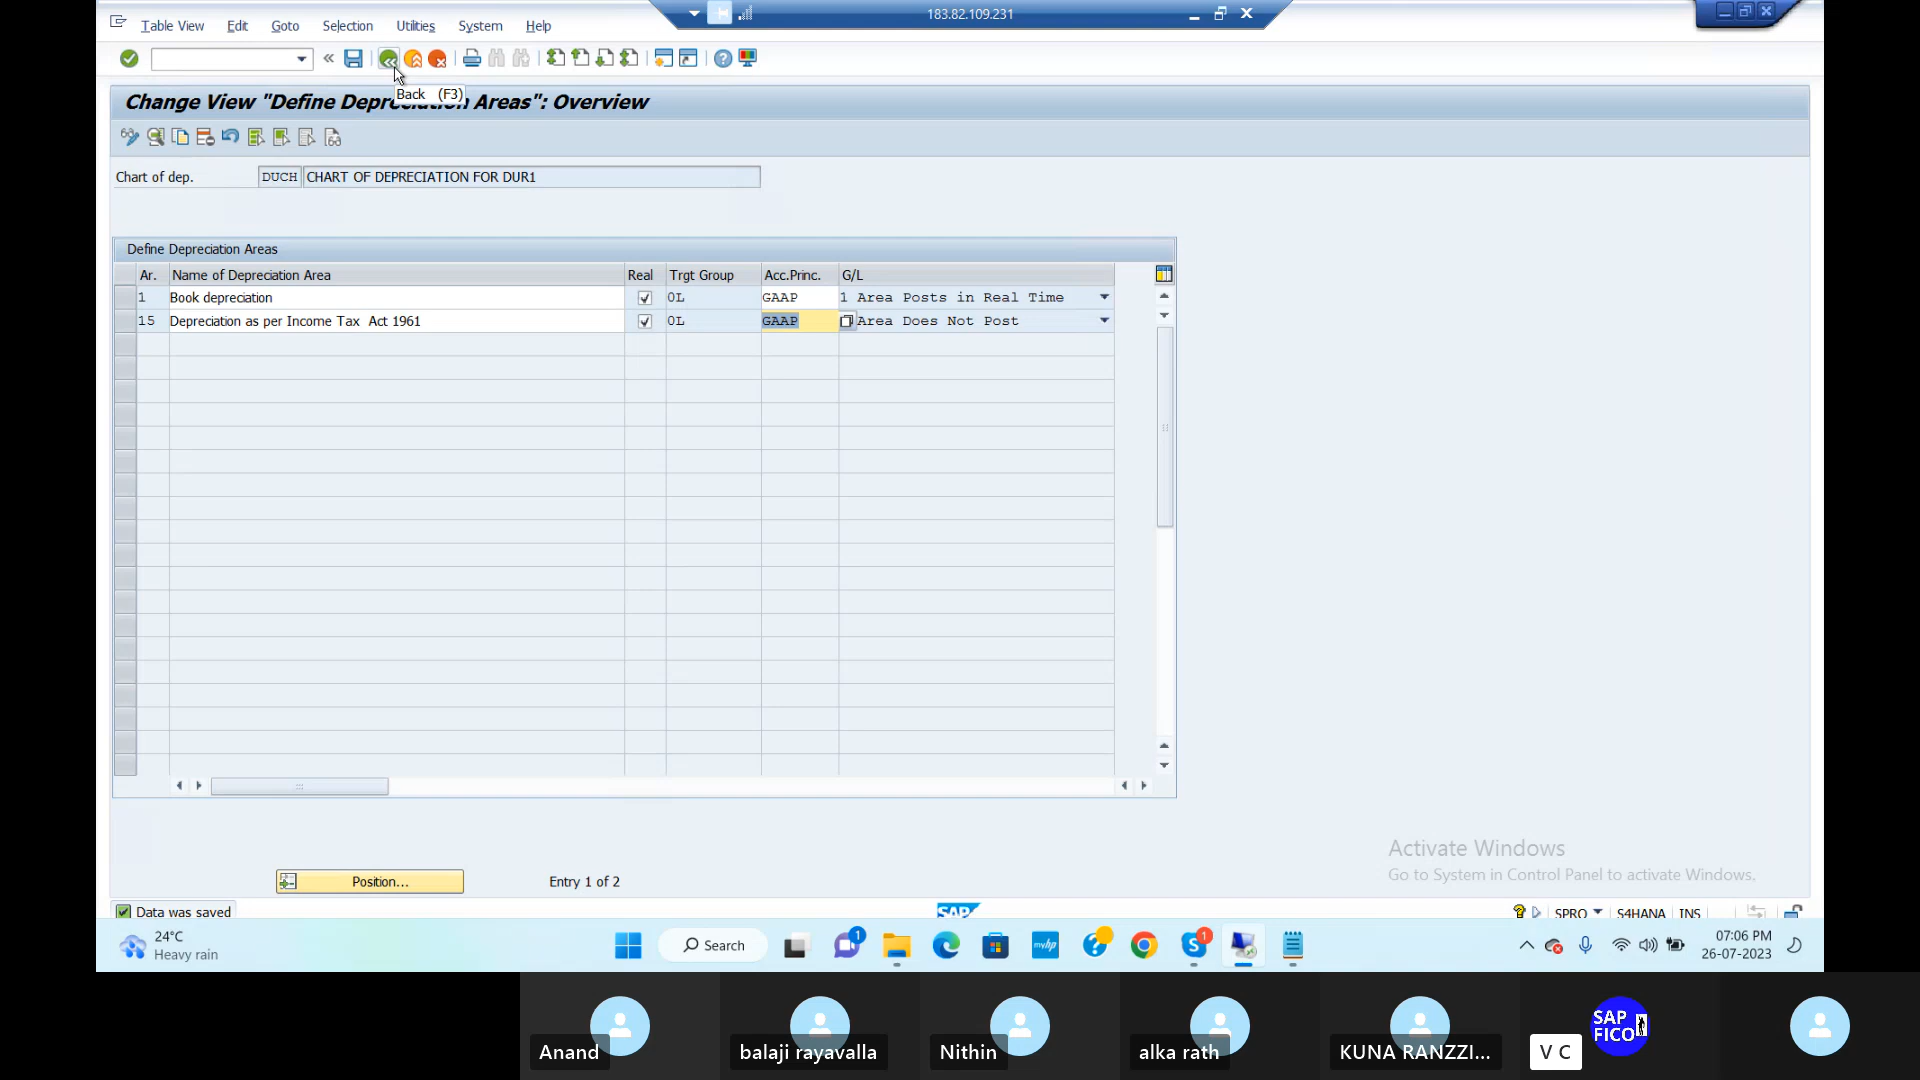 183.82.109.231
Table View Edit Goto Selection Utilities System Help
Back (F3)
Change View "Define Depreciation Areas": Overview
Chart of dep. DUCH CHART OF DEPRECIATION FOR DUR1
Define Depreciation Areas
Ar. Name of Depreciation Area Real Trgt Group Acc.Princ. G/L
1 Book depreciation 0L GAAP 1 Area Posts in Real Time
15 Depreciation as per Income Tax Act 1961 0L GAAP Area Does Not Post
Position... Entry 1 of 2
Activate Windows
Go to System in Control Panel to activate Windows.
Data was saved SAP SPRO S4HANA INS
24°C
Heavy rain
Search
1
myhp
1
07:06 PM
26-07-2023
SAP
FICO
Anand balaji rayavalla Nithin alka rath KUNA RANZZI... V C